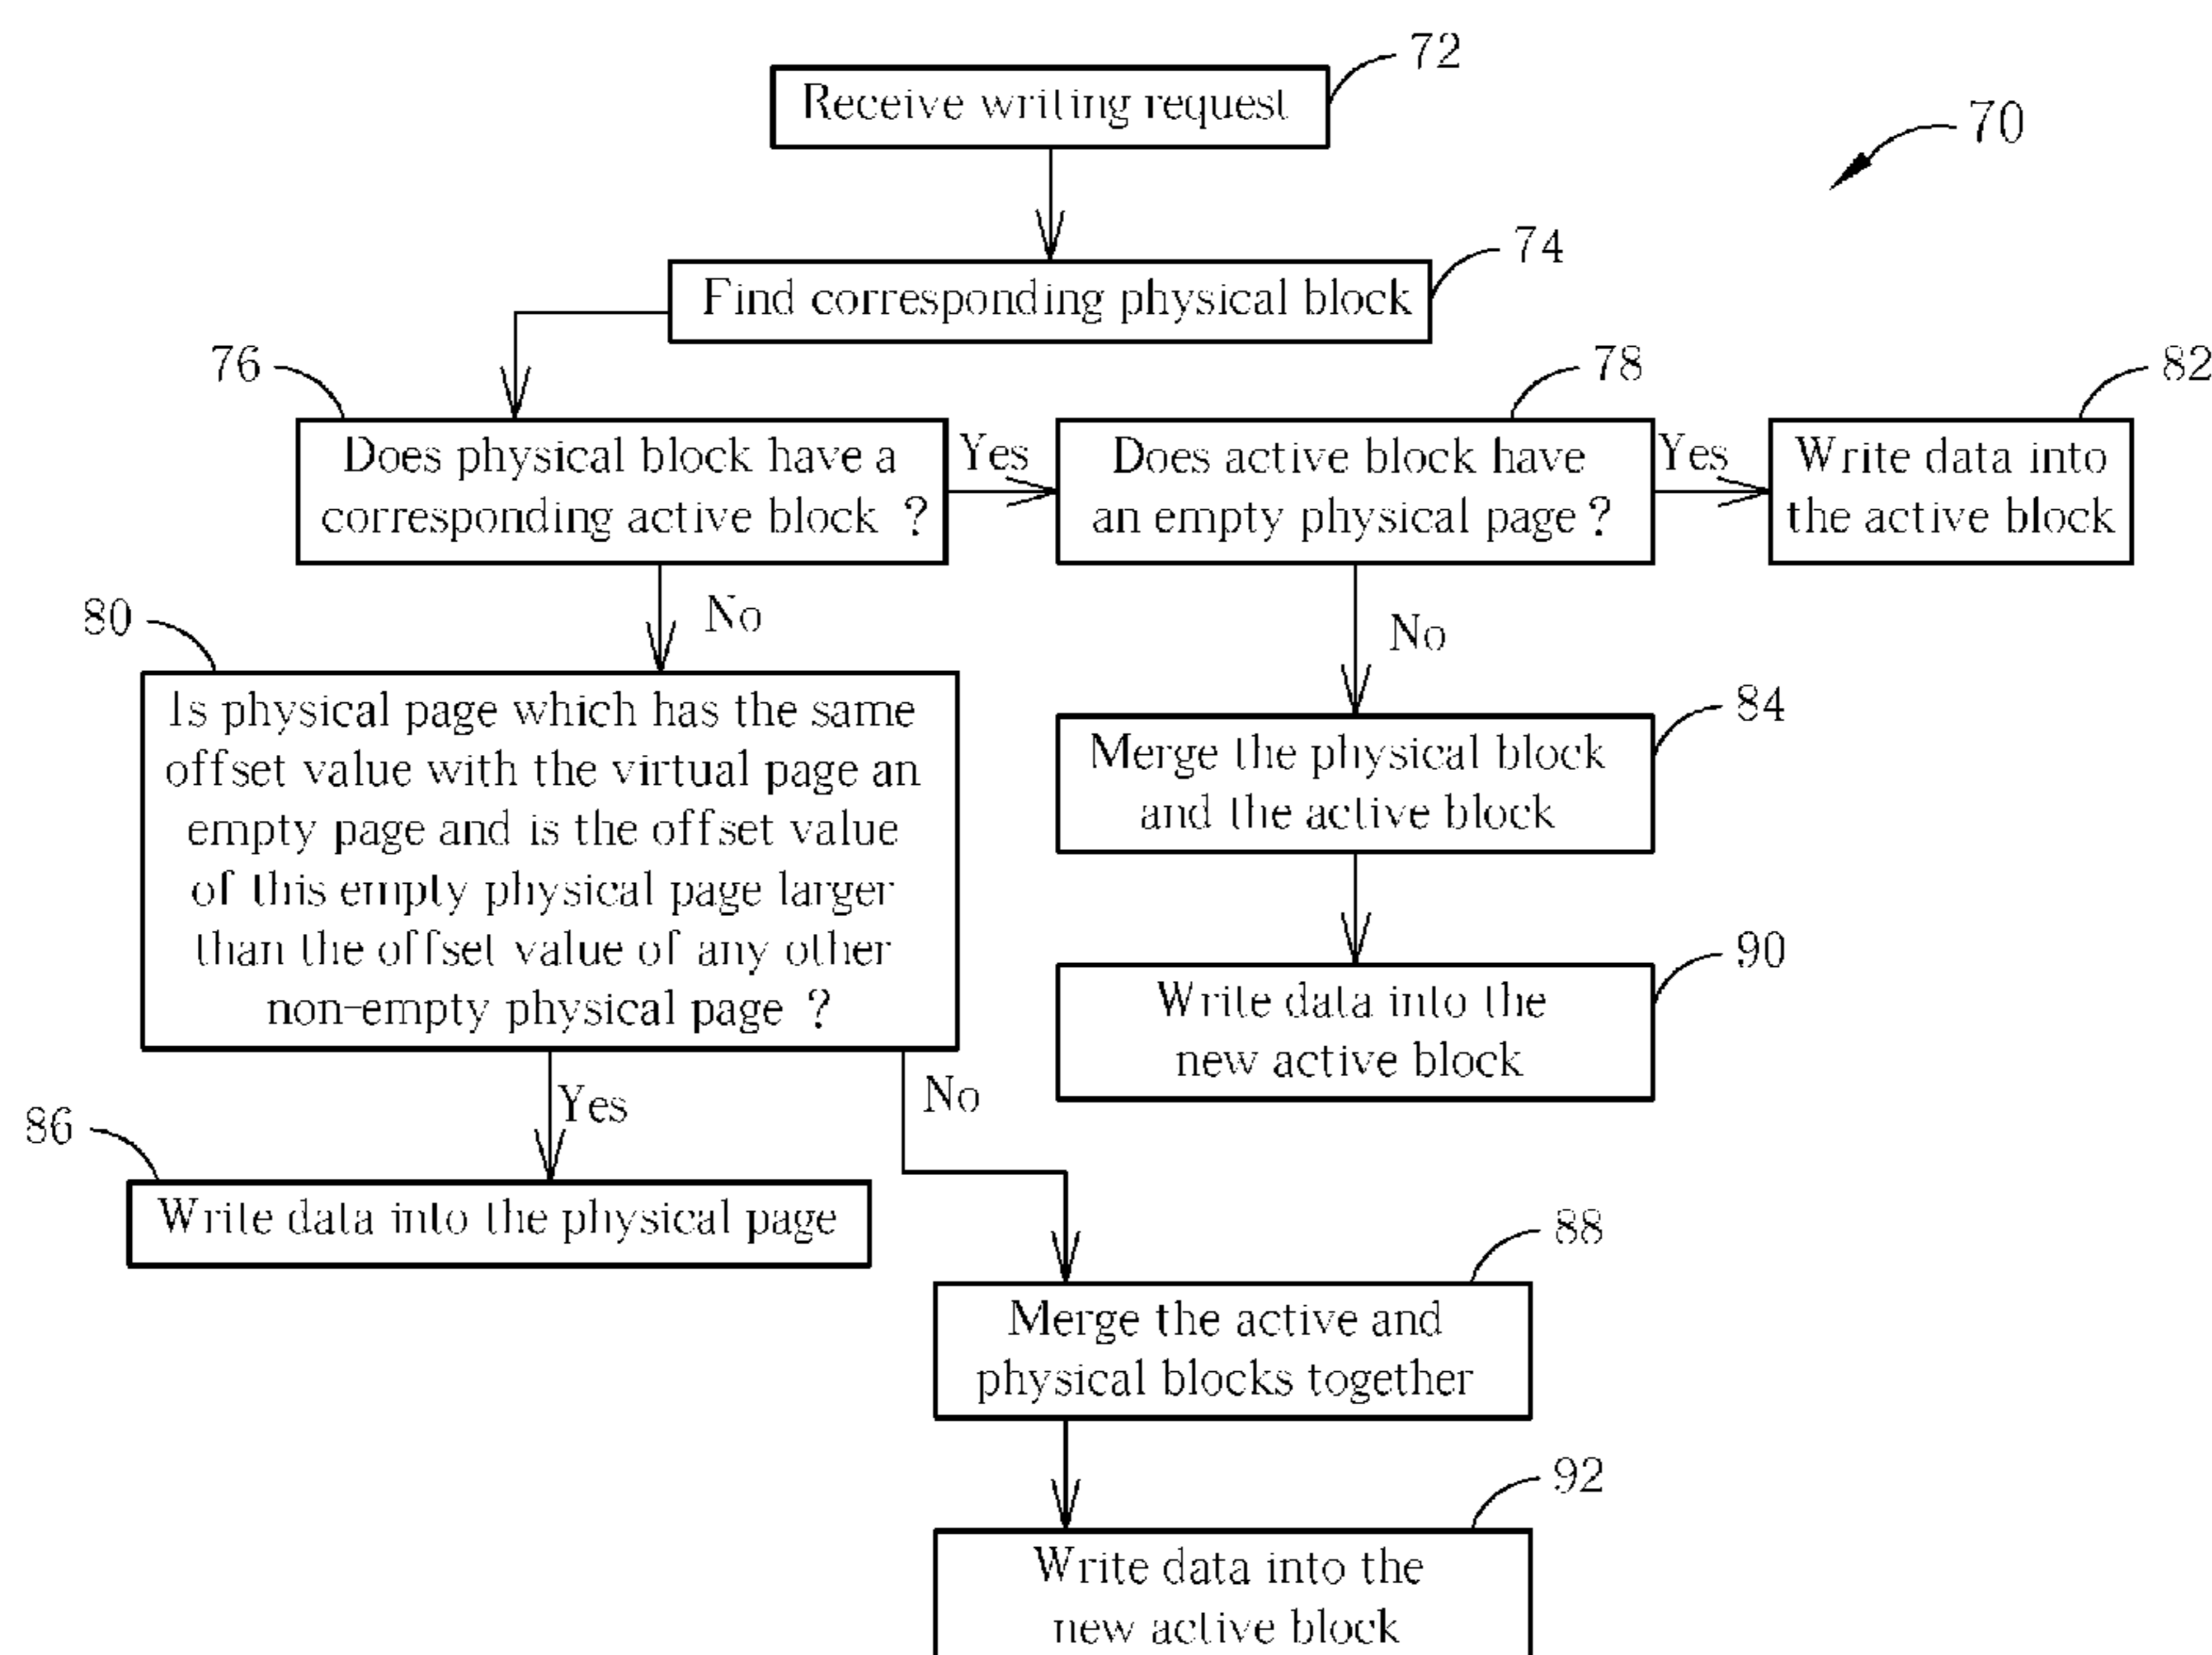 72
Receive writing request
70
74
Find corresponding physical block
76
78
82
Does physical block have a
corresponding active block ?
Yes
Does active block have
an empty physical page ?
Yes
Write data into
the active block
80
No
No
Is physical page which has the same
offset value with the virtual page an
empty page and is the offset value
of this empty physical page larger
than the offset value of any other
non-empty physical page ?
84
Merge the physical block
and the active block
90
Write data into the
new active block
86
Yes
No
Write data into the physical page
88
Merge the active and
physical blocks together
92
Write data into the
new active block